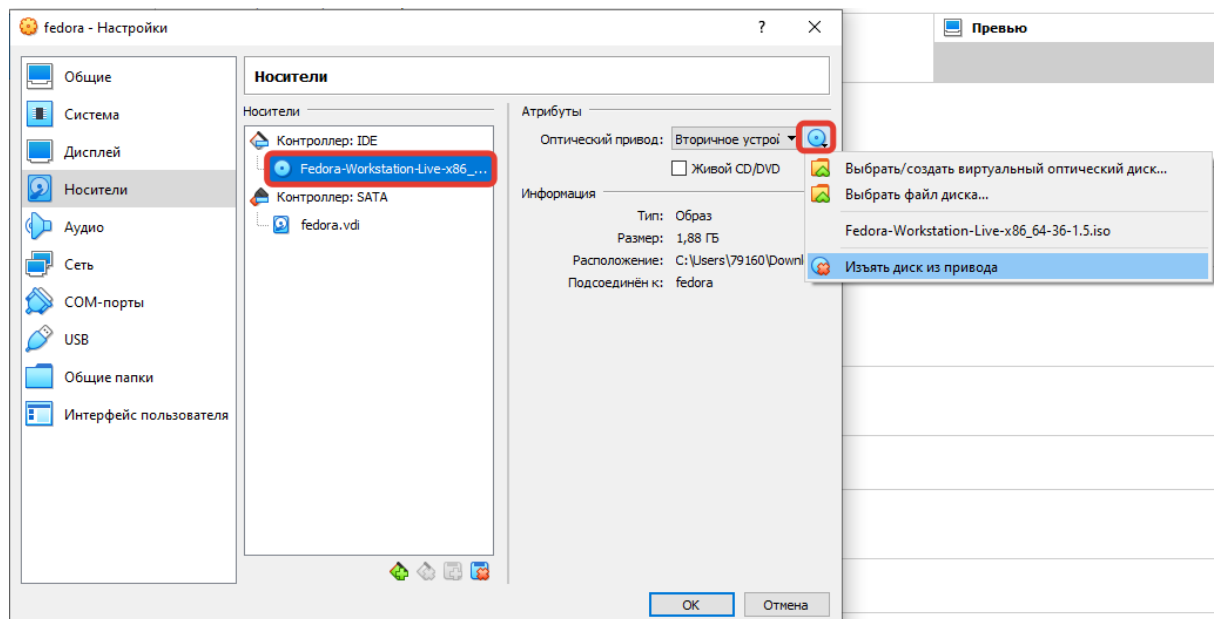 fedora - Настройки
?
Превью
Общие
Система
Дисплей
Носители
Аудио
Сеть
COM-порты
USB
Общие папки
Интерфейс пользователя
Носители
Носители
Контроллер: IDE
Fedora-Workstation-Live-x86_...
Контроллер: SATA
fedora.vdi
Атрибуты
Оптический привод: Вторичное устрой
Живой CD/DVD
Информация
Тип: Образ
Размер: 1,88 ГБ
Расположение: C:\Users\79160\Downl
Подсоединён к: fedora
Выбрать/создать виртуальный оптический диск...
Выбрать файл диска...
Fedora-Workstation-Live-x86_64-36-1.5.iso
Изъять диск из привода
OK
Отмена